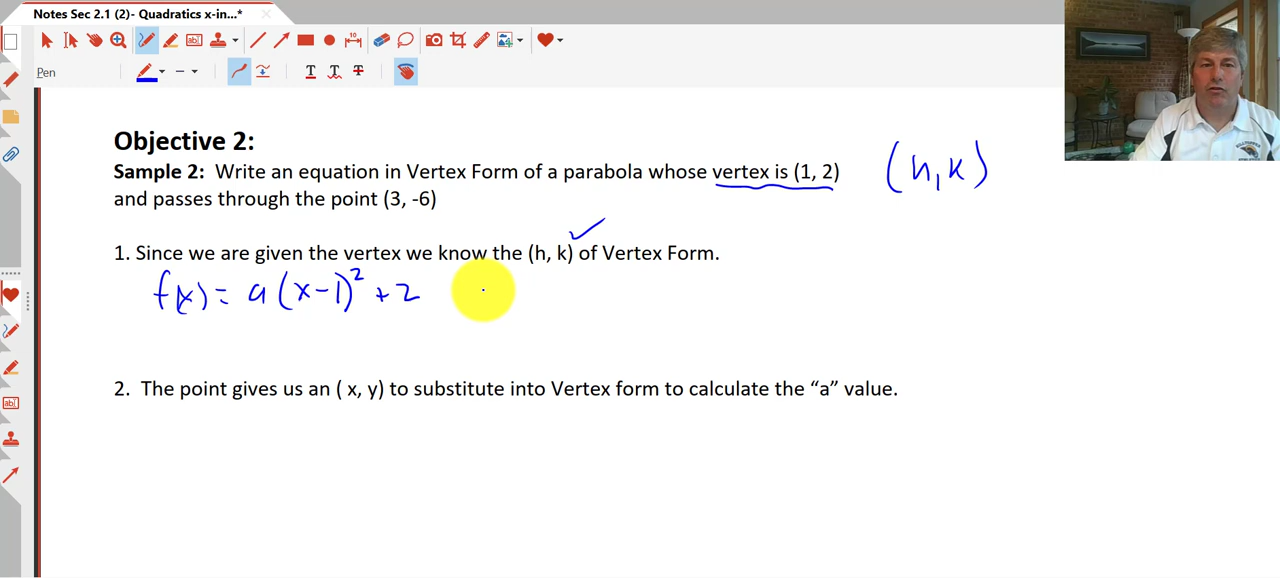 Notes Sec 2.1 (2)- Quadratics x-in...*
Pen
Objective 2:
Sample 2: Write an equation in Vertex Form of a parabola whose vertex is (1, 2) (h,k)
and passes through the point (3, -6)
1. Since we are given the vertex we know the (h, k) of Vertex Form.
f(x) = a(x-1)² +2
2. The point gives us an ( x, y) to substitute into Vertex form to calculate the “a” value.